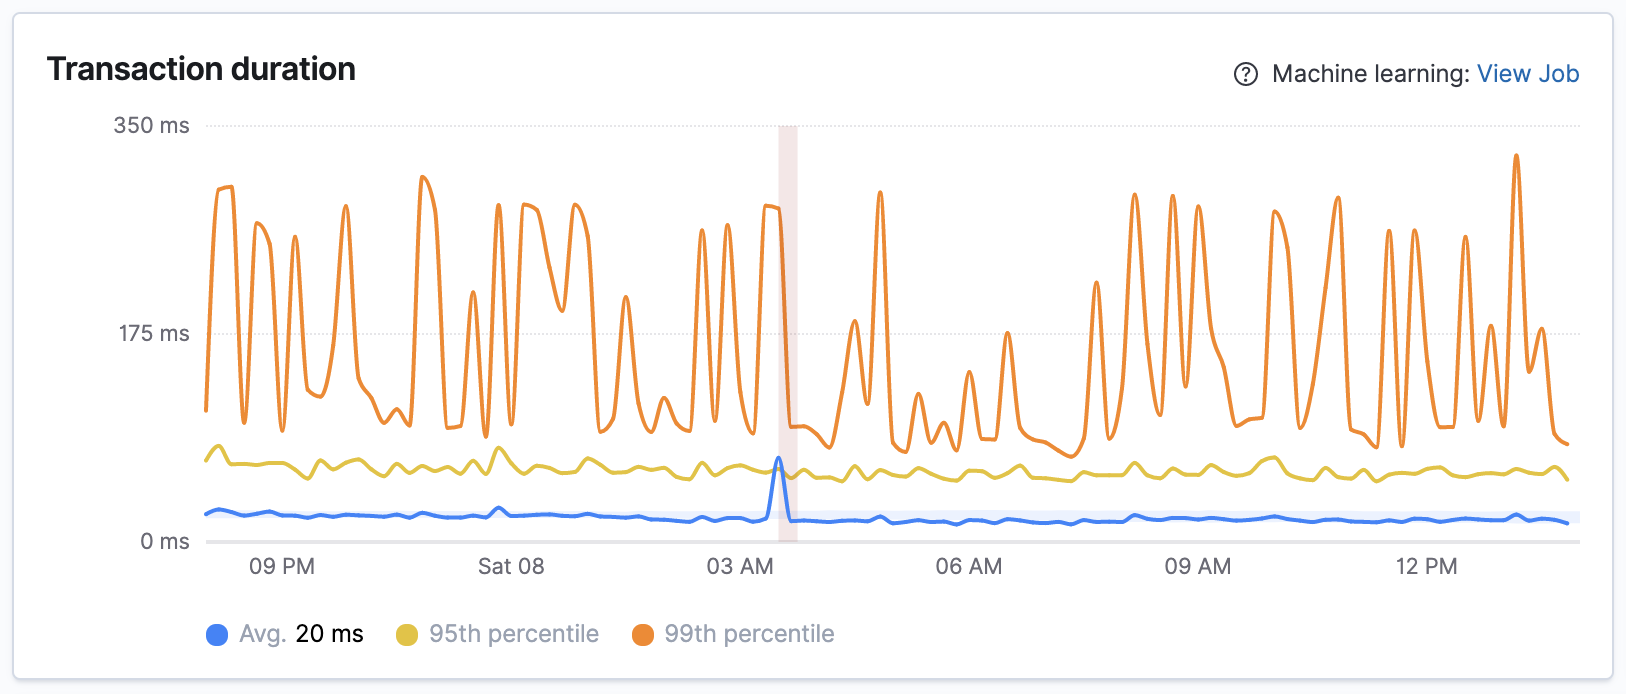 Transaction duration
? Machine learning: View Job
350 ms
175 ms
0 ms
09 PM Sat 08 03 AM 06 AM 09 AM 12 PM
Avg. 20 ms 95th percentile 99th percentile